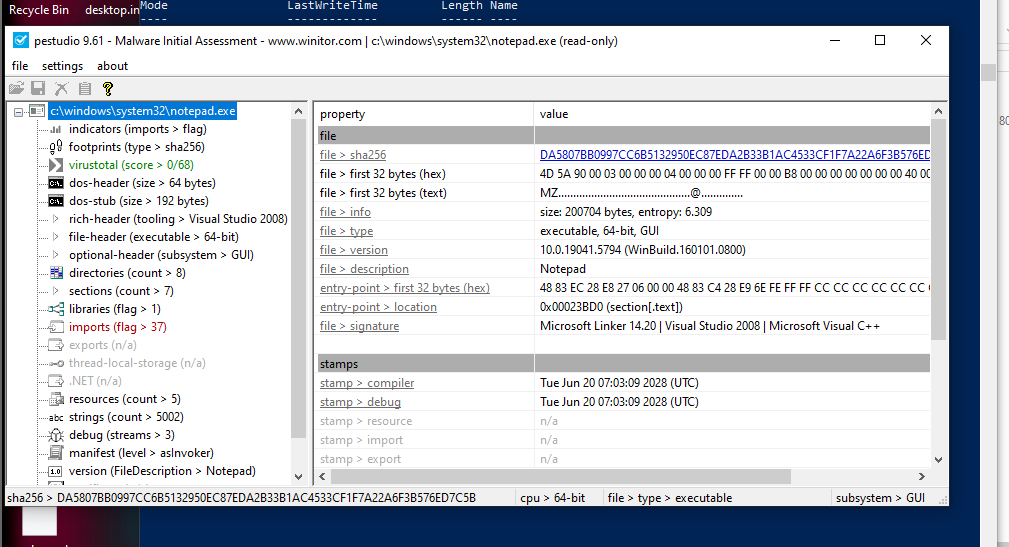 Recycle Bin desktop.in
Mode LastWriteTime Length Name
---- ------------- ------ ----
pestudio 9.61 - Malware Initial Assessment - www.winitor.com | c:\windows\system32\notepad.exe (read-only)
file settings about
c:\windows\system32\notepad.exe
indicators (imports > flag)
footprints (type > sha256)
virustotal (score > 0/68)
dos-header (size > 64 bytes)
dos-stub (size > 192 bytes)
rich-header (tooling > Visual Studio 2008)
file-header (executable > 64-bit)
optional-header (subsystem > GUI)
directories (count > 8)
sections (count > 7)
libraries (flag > 1)
imports (flag > 37)
exports (n/a)
thread-local-storage (n/a)
.NET (n/a)
resources (count > 5)
abc strings (count > 5002)
debug (streams > 3)
manifest (level > asInvoker)
1.0 version (FileDescription > Notepad)
property value
file
file > sha256 DA5807BB0997CC6B5132950EC87EDA2B33B1AC4533CF1F7A22A6F3B576ED
file > first 32 bytes (hex) 4D 5A 90 00 03 00 00 00 04 00 00 00 FF FF 00 00 B8 00 00 00 00 00 00 00 40 00
file > first 32 bytes (text) MZ..............................................@..............
file > info size: 200704 bytes, entropy: 6.309
file > type executable, 64-bit, GUI
file > version 10.0.19041.5794 (WinBuild.160101.0800)
file > description Notepad
entry-point > first 32 bytes (hex) 48 83 EC 28 E8 27 06 00 00 48 83 C4 28 E9 6E FE FF FF CC CC CC CC CC CC
entry-point > location 0x00023BD0 (section[.text])
file > signature Microsoft Linker 14.20 | Visual Studio 2008 | Microsoft Visual C++
stamps
stamp > compiler Tue Jun 20 07:03:09 2028 (UTC)
stamp > debug Tue Jun 20 07:03:09 2028 (UTC)
stamp > resource n/a
stamp > import n/a
stamp > export n/a
sha256 > DA5807BB0997CC6B5132950EC87EDA2B33B1AC4533CF1F7A22A6F3B576ED7C5B cpu > 64-bit file > type > executable subsystem > GUI